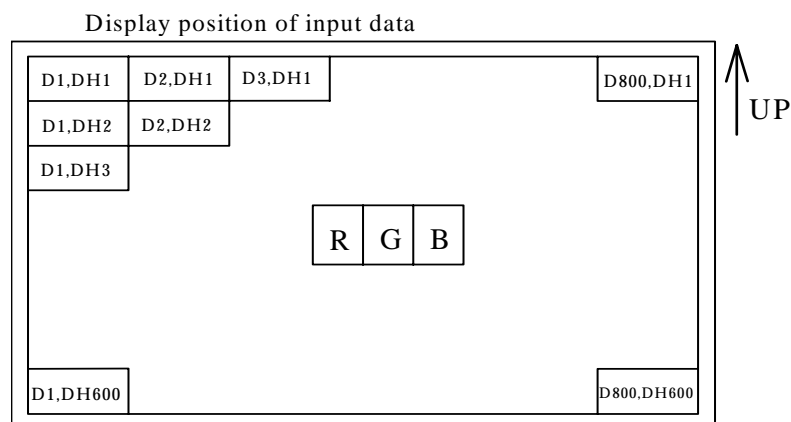 Display position of input data
D1,DH1 D2,DH1 D3,DH1 D800,DH1
UP
D1,DH2 D2,DH2
D1,DH3
R G B
D1,DH600 D800,DH600